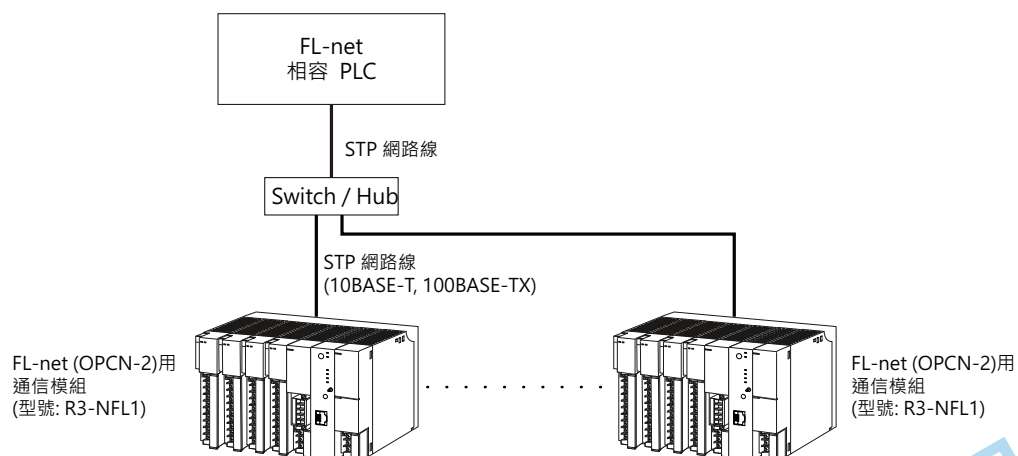 FL-net
相容 PLC
STP 網路線
Switch / Hub
STP 網路線
(10BASE-T, 100BASE-TX)
FL-net (OPCN-2)用
通信模組
(型號: R3-NFL1)
FL-net (OPCN-2)用
通信模組
(型號: R3-NFL1)